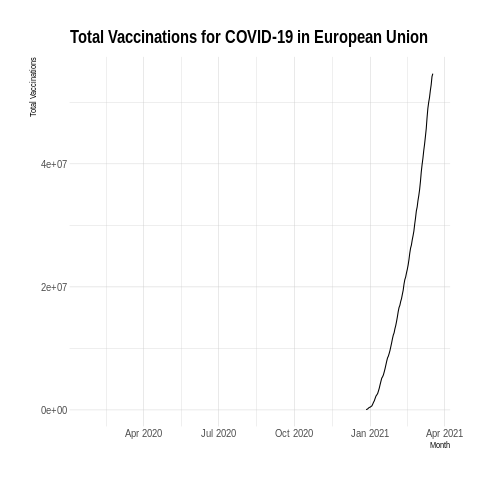 Total Vaccinations for COVID-19 in European Union
Total Vaccinations
4e+07
2e+07
0e+00
Apr 2020 Jul 2020 Oct 2020 Jan 2021 Apr 2021
Month